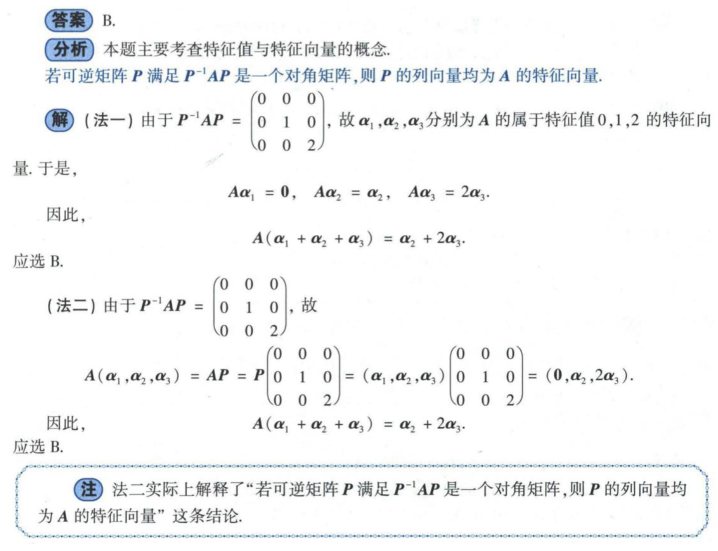 答案 B.
分析 本题主要考查特征值与特征向量的概念.
若可逆矩阵 P 满足 P⁻¹AP 是一个对角矩阵,则 P 的列向量均为 A 的特征向量.
解 (法一) 由于 P⁻¹AP = (0 0 0; 0 1 0; 0 0 2), 故 α₁,α₂,α₃分别为 A 的属于特征值0,1,2 的特征向
量. 于是,
Aα₁ = 0, Aα₂ = α₂, Aα₃ = 2α₃.
因此,
A(α₁ + α₂ + α₃) = α₂ + 2α₃.
应选 B.
(法二) 由于 P⁻¹AP = (0 0 0; 0 1 0; 0 0 2), 故
A(α₁,α₂,α₃) = AP = P(0 0 0; 0 1 0; 0 0 2) = (α₁,α₂,α₃)(0 0 0; 0 1 0; 0 0 2) = (0,α₂,2α₃).
因此, A(α₁ + α₂ + α₃) = α₂ + 2α₃.
应选 B.
注 法二实际上解释了“若可逆矩阵 P 满足 P⁻¹AP 是一个对角矩阵,则 P 的列向量均
为 A 的特征向量”这条结论.